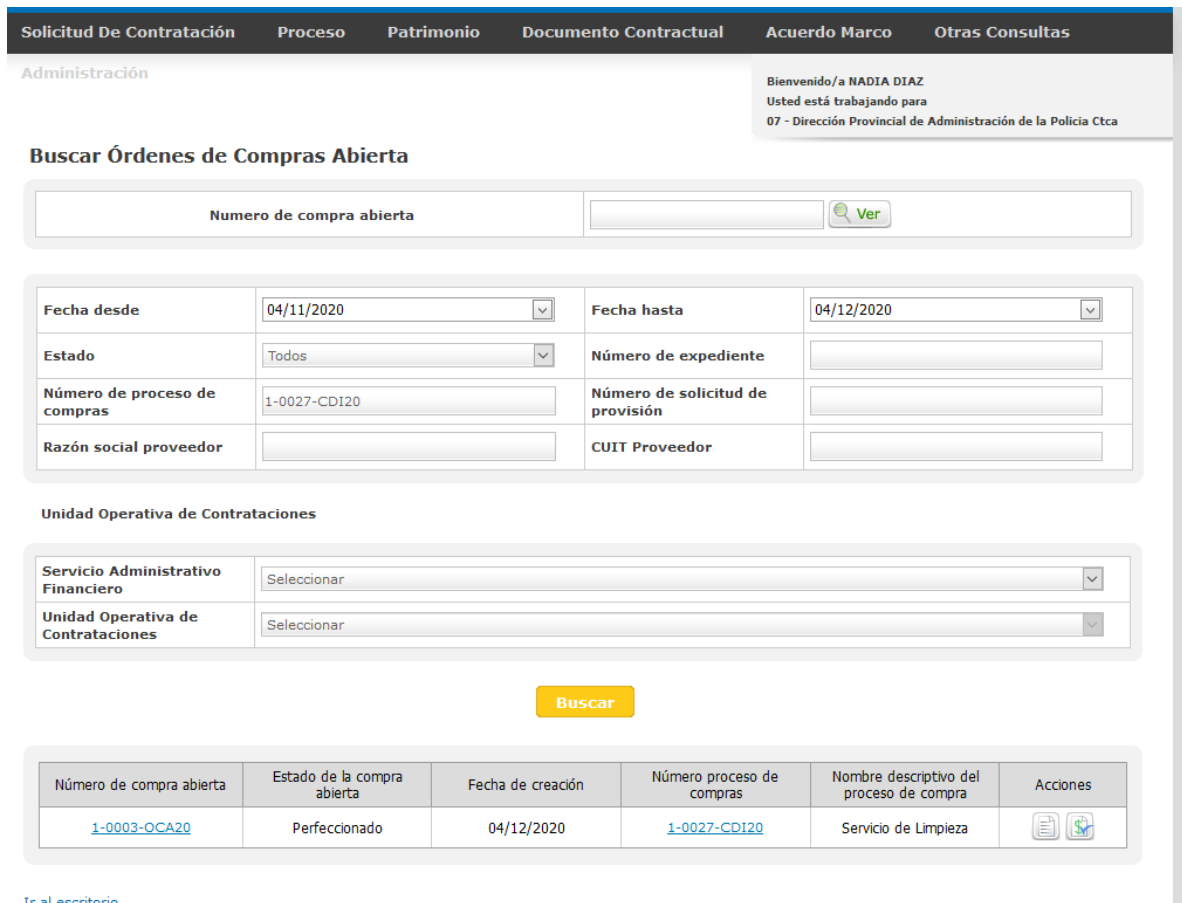 Solicitud De Contratación Proceso Patrimonio Documento Contractual Acuerdo Marco Otras Consultas
Administración
Bienvenido/a NADIA DIAZ
Usted está trabajando para
07 - Dirección Provincial de Administración de la Policia Ctca
Buscar Órdenes de Compras Abierta
Numero de compra abierta Ver
Fecha desde 04/11/2020 Fecha hasta 04/12/2020
Estado Todos Número de expediente
Número de proceso de
compras
1-0027-CDI20
Número de solicitud de
provisión
Razón social proveedor CUIT Proveedor
Unidad Operativa de Contrataciones
Servicio Administrativo
Financiero
Seleccionar
Unidad Operativa de
Contrataciones
Seleccionar
Buscar
Número de compra abierta
Estado de la compra
abierta
Fecha de creación
Número proceso de
compras
Nombre descriptivo del
proceso de compra
Acciones
1-0003-OCA20 Perfeccionado 04/12/2020 1-0027-CDI20 Servicio de Limpieza
Ir al escritorio